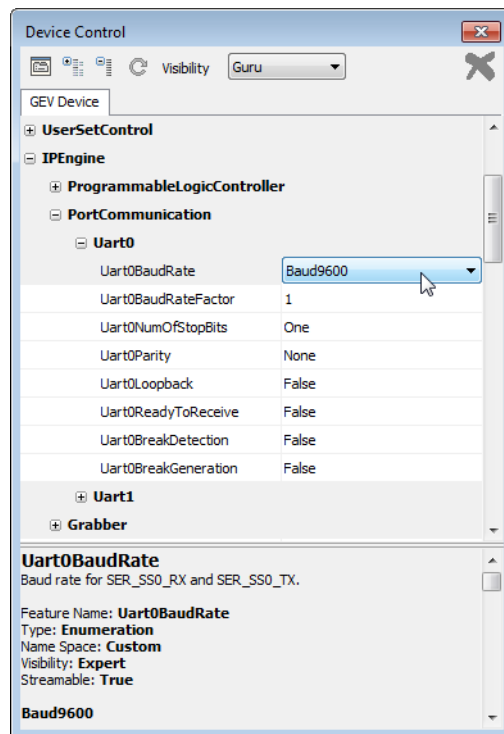 Device Control
Visibility Guru
GEV Device
UserSetControl
IPEngine
ProgrammableLogicController
PortCommunication
Uart0
Uart0BaudRate Baud9600
Uart0BaudRateFactor 1
Uart0NumOfStopBits One
Uart0Parity None
Uart0Loopback False
Uart0ReadyToReceive False
Uart0BreakDetection False
Uart0BreakGeneration False
Uart1
Grabber
Uart0BaudRate
Baud rate for SER_SS0_RX and SER_SS0_TX.
Feature Name: Uart0BaudRate
Type: Enumeration
Name Space: Custom
Visibility: Expert
Streamable: True
Baud9600